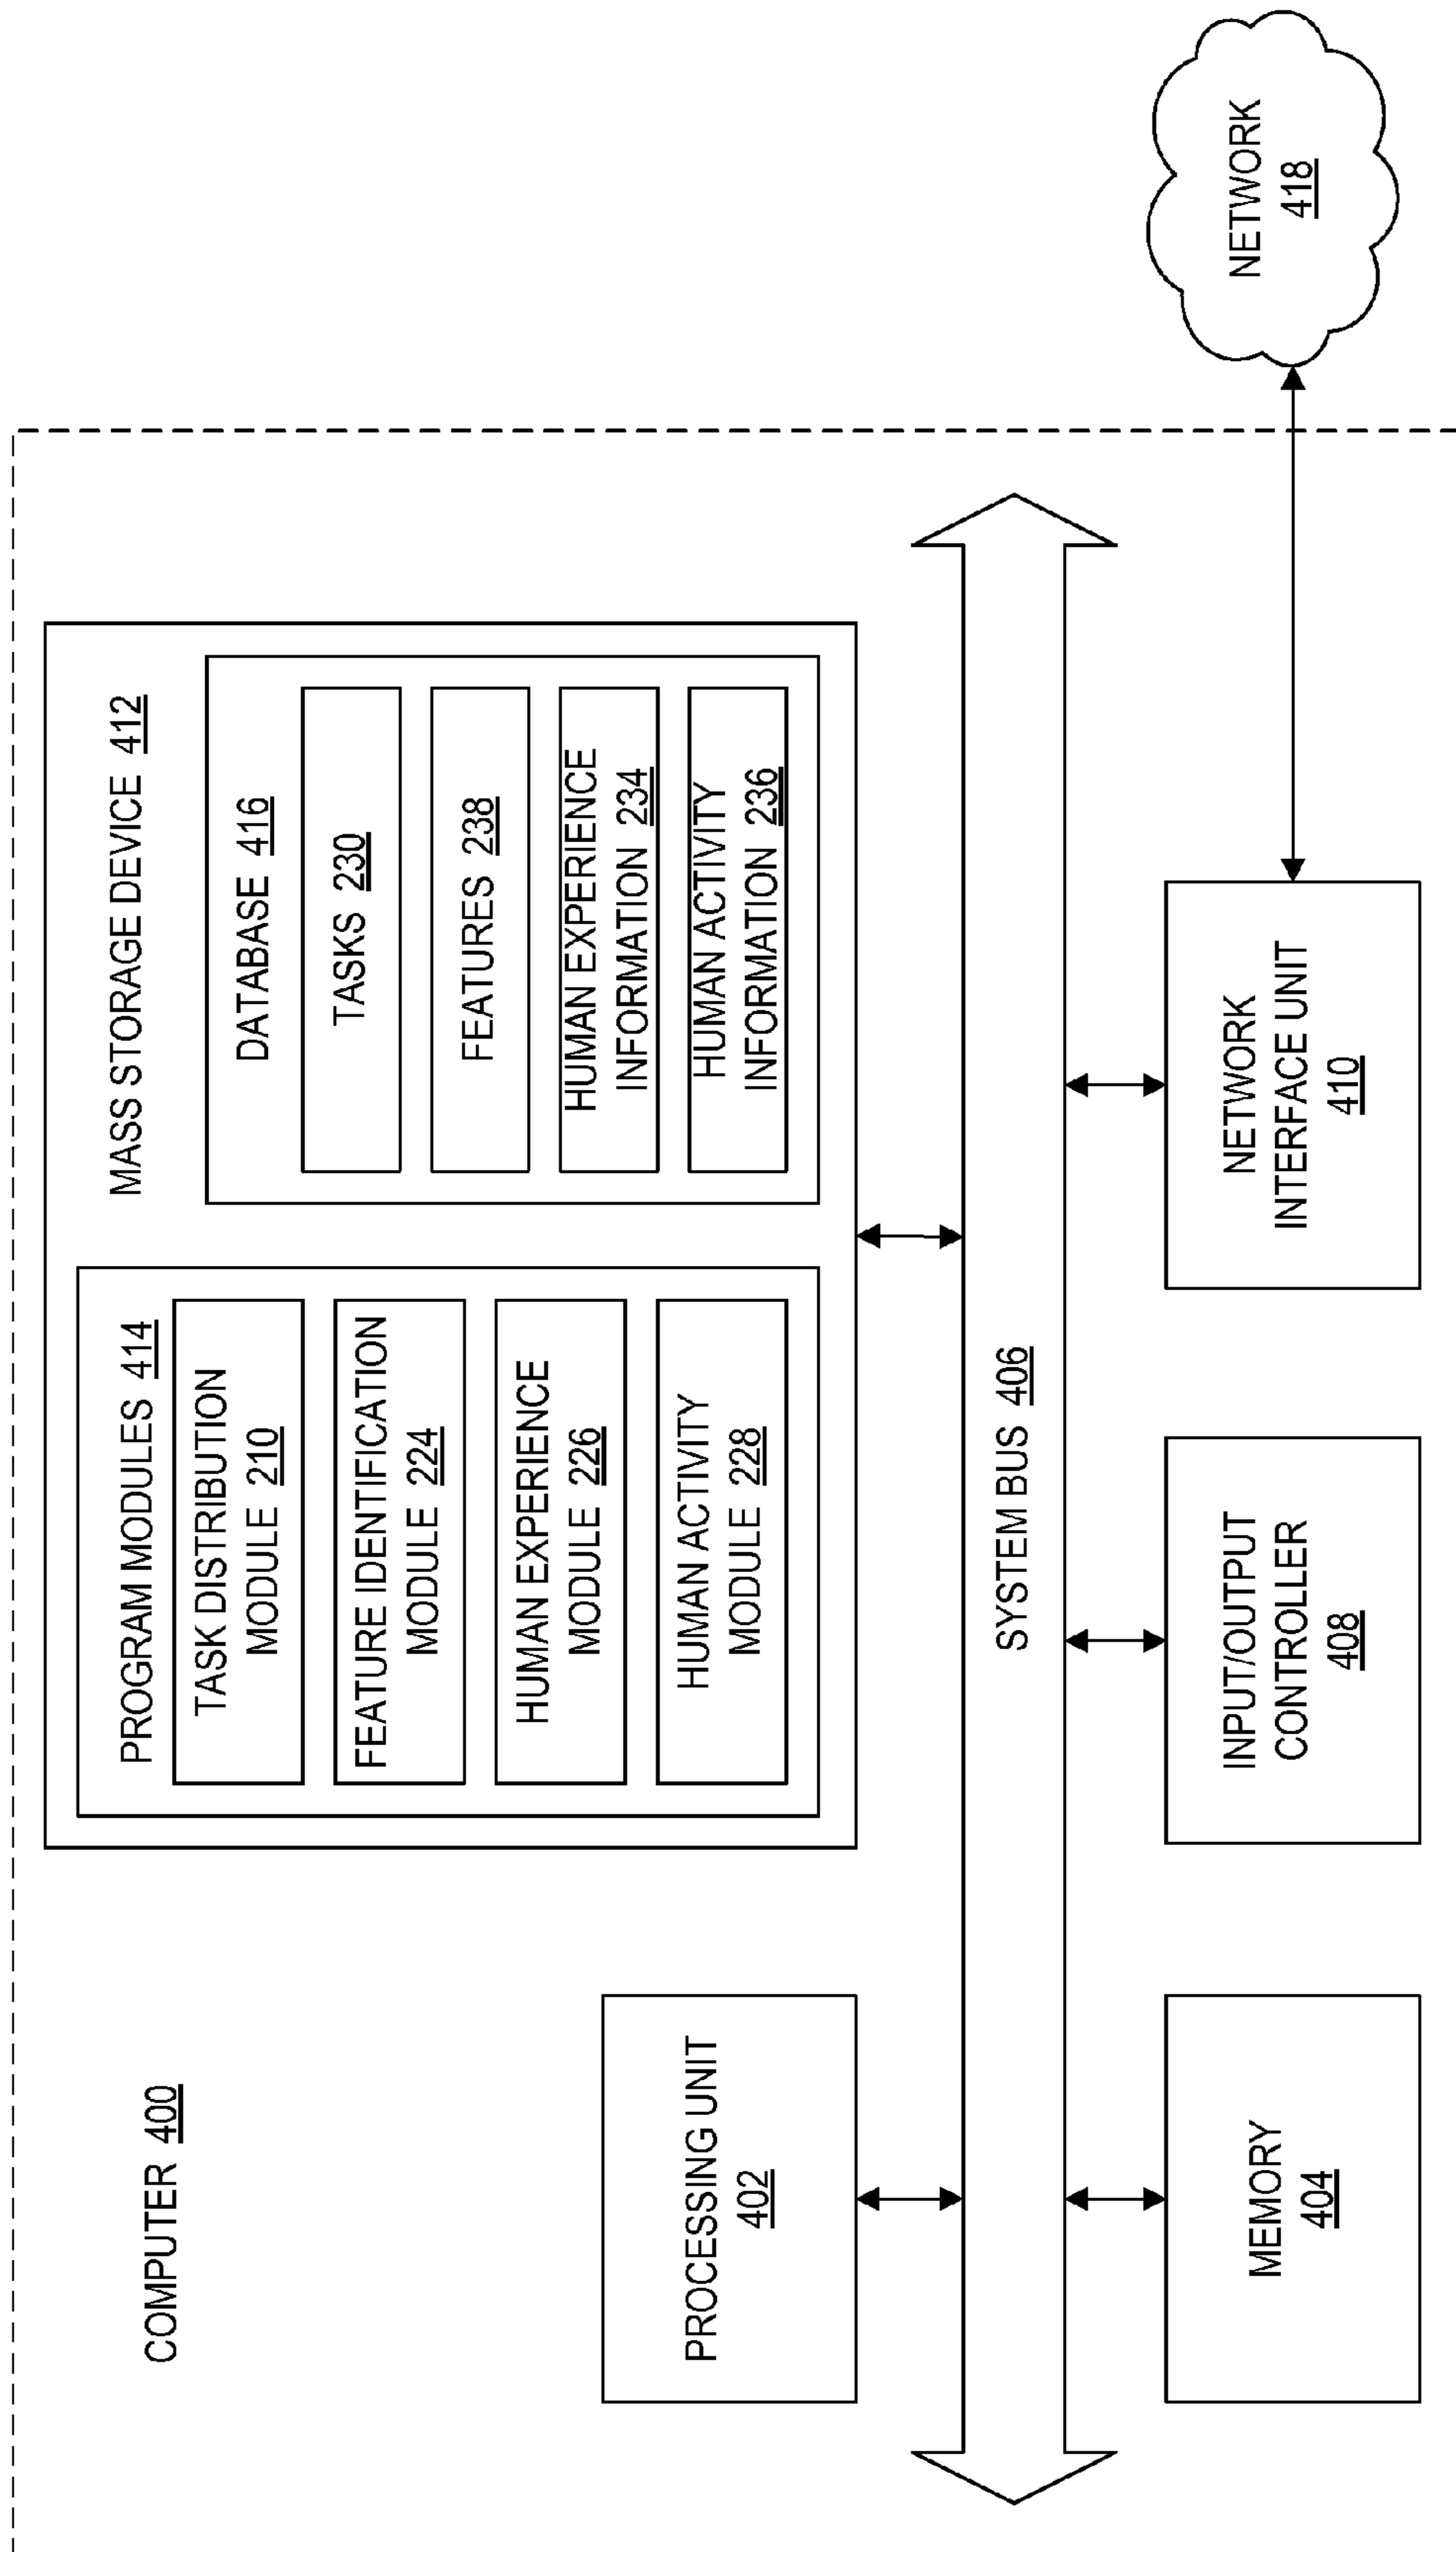 COMPUTER 400
PROCESSING UNIT
402
MASS STORAGE DEVICE 412
PROGRAM MODULES 414
TASK DISTRIBUTION
MODULE 210
FEATURE IDENTIFICATION
MODULE 224
HUMAN EXPERIENCE
MODULE 226
HUMAN ACTIVITY
MODULE 228
DATABASE 416
TASKS 230
FEATURES 238
HUMAN EXPERIENCE
INFORMATION 234
HUMAN ACTIVITY
INFORMATION 236
SYSTEM BUS 406
MEMORY
404
INPUT/OUTPUT
CONTROLLER
408
NETWORK
INTERFACE UNIT
410
NETWORK
418